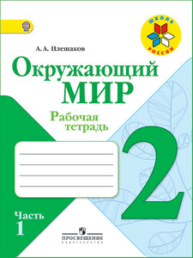 ШКОЛА
РОССИИ
А. А. Плешаков
Окружающий
МИР
Рабочая
тетрадь
2
Часть
1
ПРОСВЕЩЕНИЕ